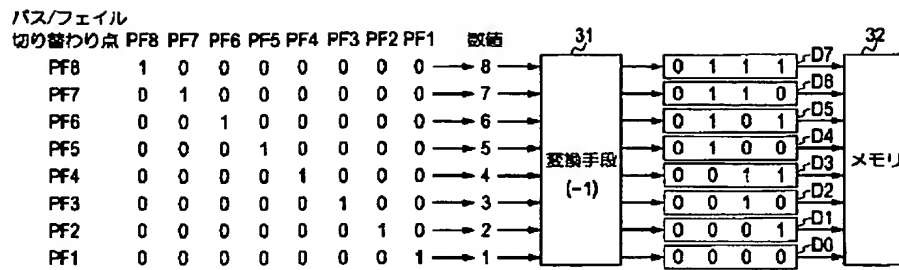 パス/フェイル
切り替わり点 PF8 PF7 PF6 PF5 PF4 PF3 PF2 PF1 数値 31 32
PF8 1 0 0 0 0 0 0 0 8 0 1 1 1 D7
PF7 0 1 0 0 0 0 0 0 7 0 1 1 0 D6
PF6 0 0 1 0 0 0 0 0 6 0 1 0 1 D5
PF5 0 0 0 1 0 0 0 0 5 変換手段 0 1 0 0 D4 メモリ
PF4 0 0 0 0 1 0 0 0 4 (-1) 0 0 1 1 D3
PF3 0 0 0 0 0 1 0 0 3 0 0 1 0 D2
PF2 0 0 0 0 0 0 1 0 2 0 0 0 1 D1
PF1 0 0 0 0 0 0 0 1 1 0 0 0 0 D0